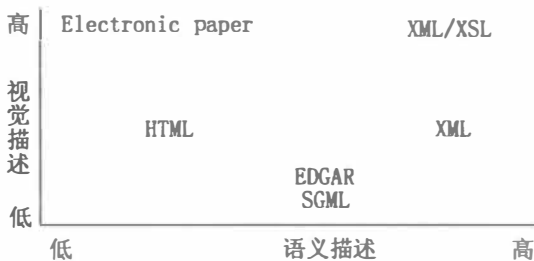 高 Electronic paper XML/XSL
视觉描述
HTML XML
EDGAR
SGML
低
低 语义描述 高